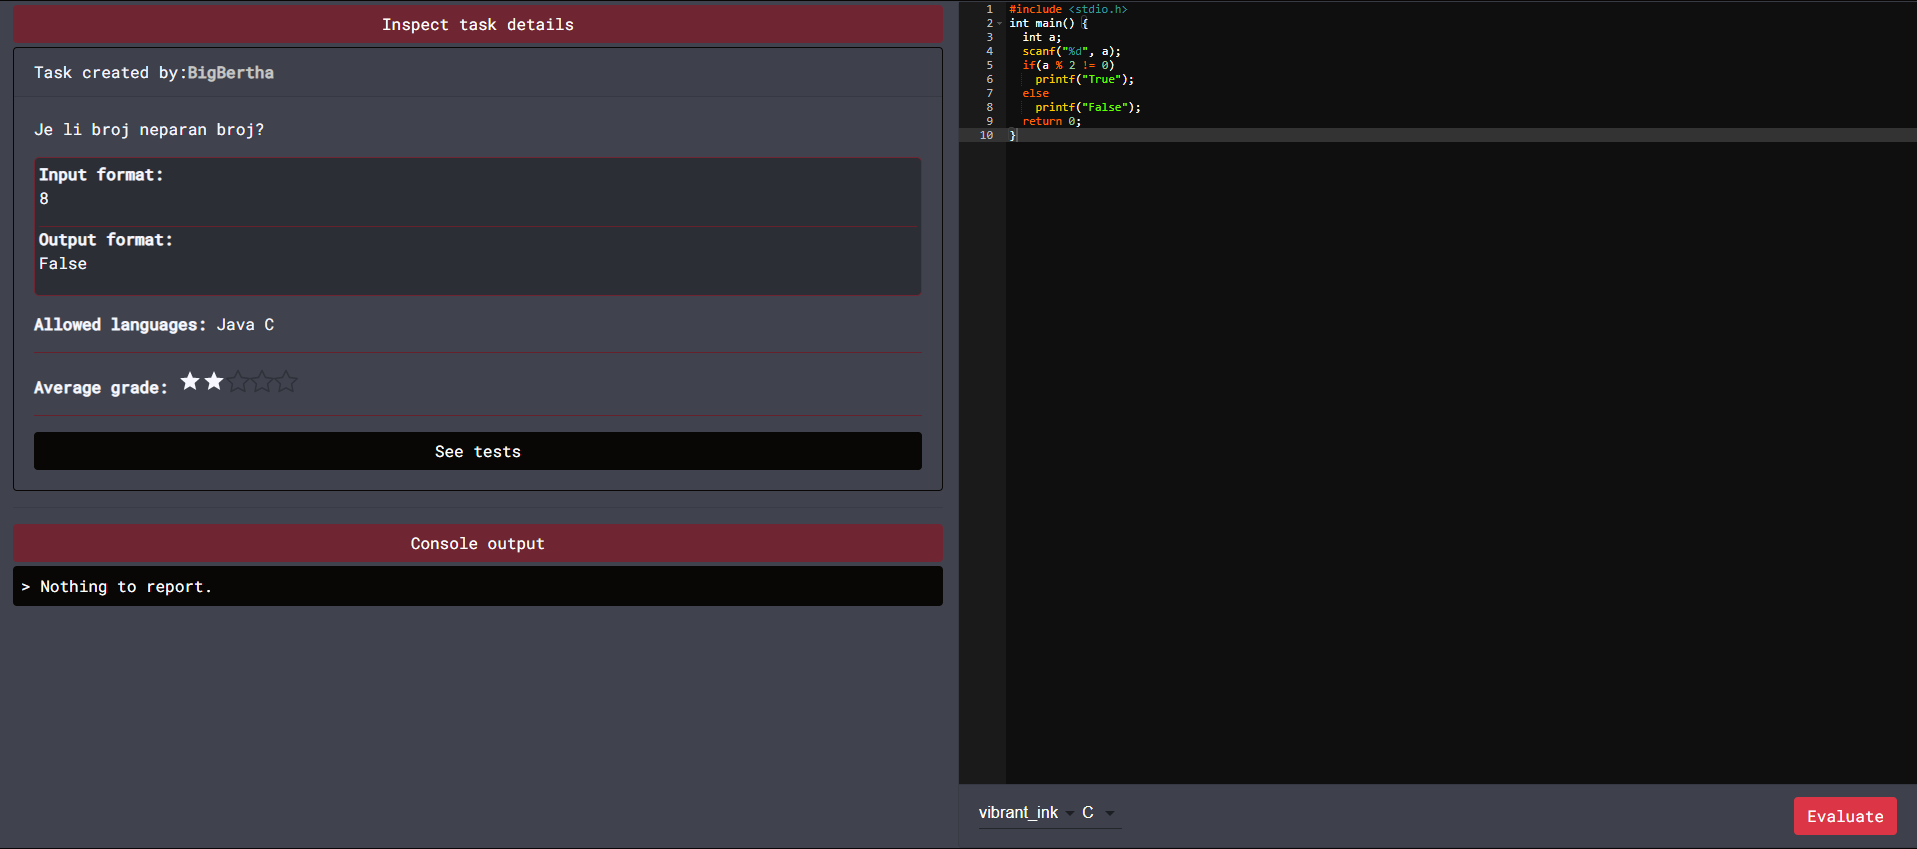 Inspect task details
Task created by:BigBertha
Je li broj neparan broj?
Input format:
8
Output format:
False
Allowed languages: Java C
Average grade:
See tests
Console output
> Nothing to report.
1 #include <stdio.h>
2 int main() {
3   int a;
4   scanf("%d", a);
5   if(a % 2 != 0)
6     printf("True");
7   else
8     printf("False");
9   return 0;
10 }
vibrant_ink C
Evaluate